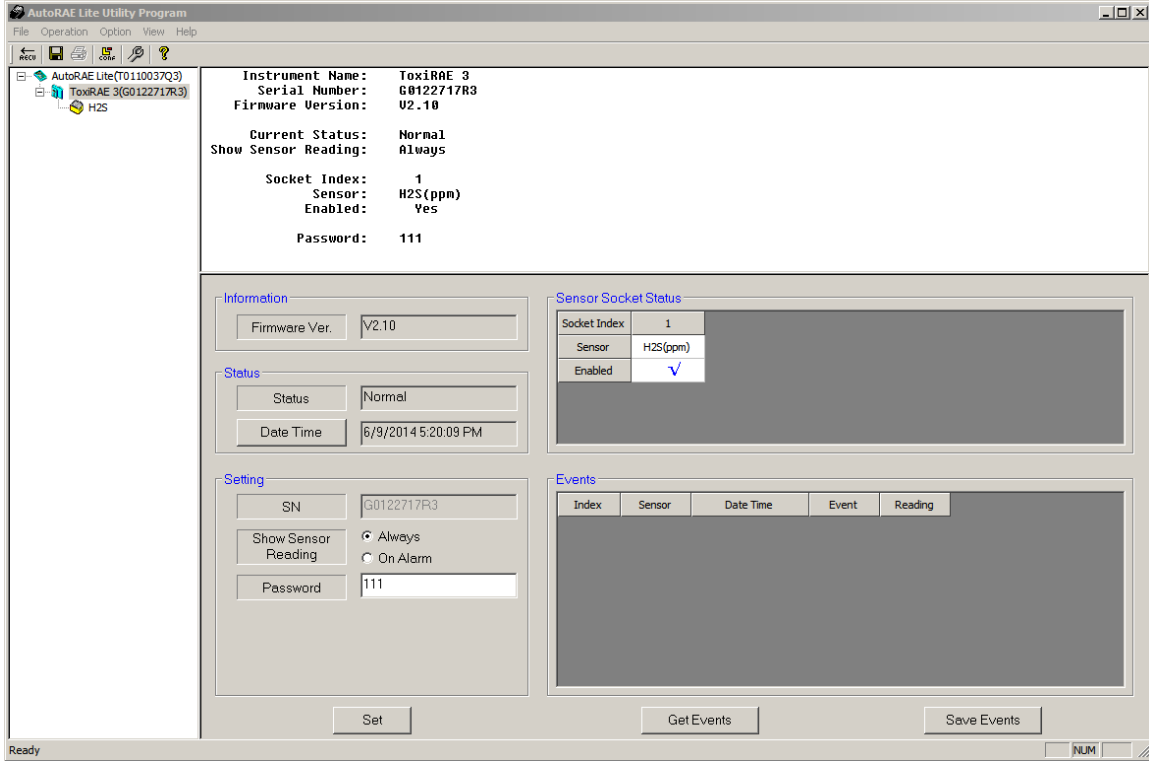 AutoRAE Lite Utility Program
File Operation Option View Help
RECV CONF
AutoRAE Lite(T0110037Q3)
ToxiRAE 3(G0122717R3)
H2S
Instrument Name: ToxiRAE 3
Serial Number: G0122717R3
Firmware Version: V2.10
Current Status: Normal
Show Sensor Reading: Always
Socket Index: 1
Sensor: H2S(ppm)
Enabled: Yes
Password: 111
Information
Firmware Ver. V2.10
Status
Status Normal
Date Time 6/9/2014 5:20:09 PM
Setting
SN G0122717R3
Show Sensor
Reading
Always
On Alarm
Password 111
Set
Sensor Socket Status
Socket Index 1
Sensor H2S(ppm)
Enabled √
Events
Index Sensor Date Time Event Reading
Get Events Save Events
Ready NUM